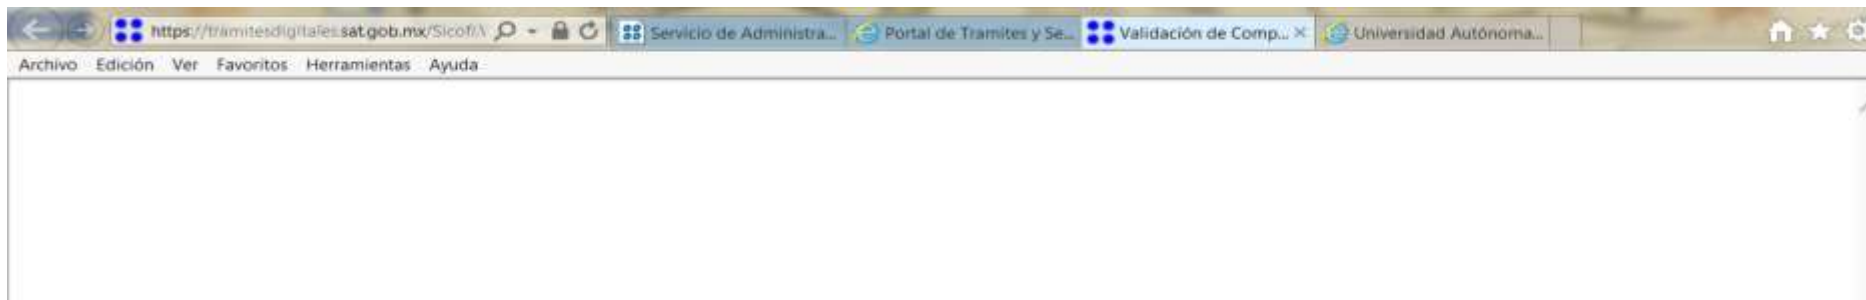 https://tramitesdigitales.sat.gob.mx/Sicofi/\ Servicio de Administra... Portal de Tramites y Se... Validación de Comp... × Universidad Autónoma...
Archivo Edición Ver Favoritos Herramientas Ayuda